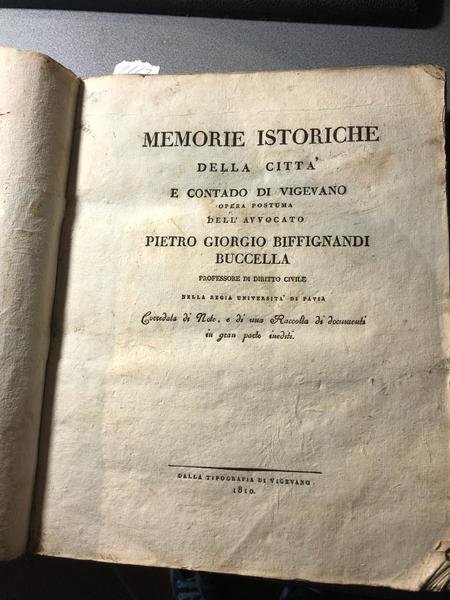 MEMORIE ISTORICHE
DELLA CITTA'
E CONTADO DI VIGEVANO
OPERA POSTUMA
DELL' AVVOCATO
PIETRO GIORGIO BIFFIGNANDI
BUCCELLA
PROFESSORE DI DIRITTO CIVILE
NELLA REGIA UNIVERSITA' DI PAVIA
Corredata di Note, e di una Raccolta di documenti
in gran parte inediti.
DALLA TIPOGRAFIA DI VIGEVANO
1810.